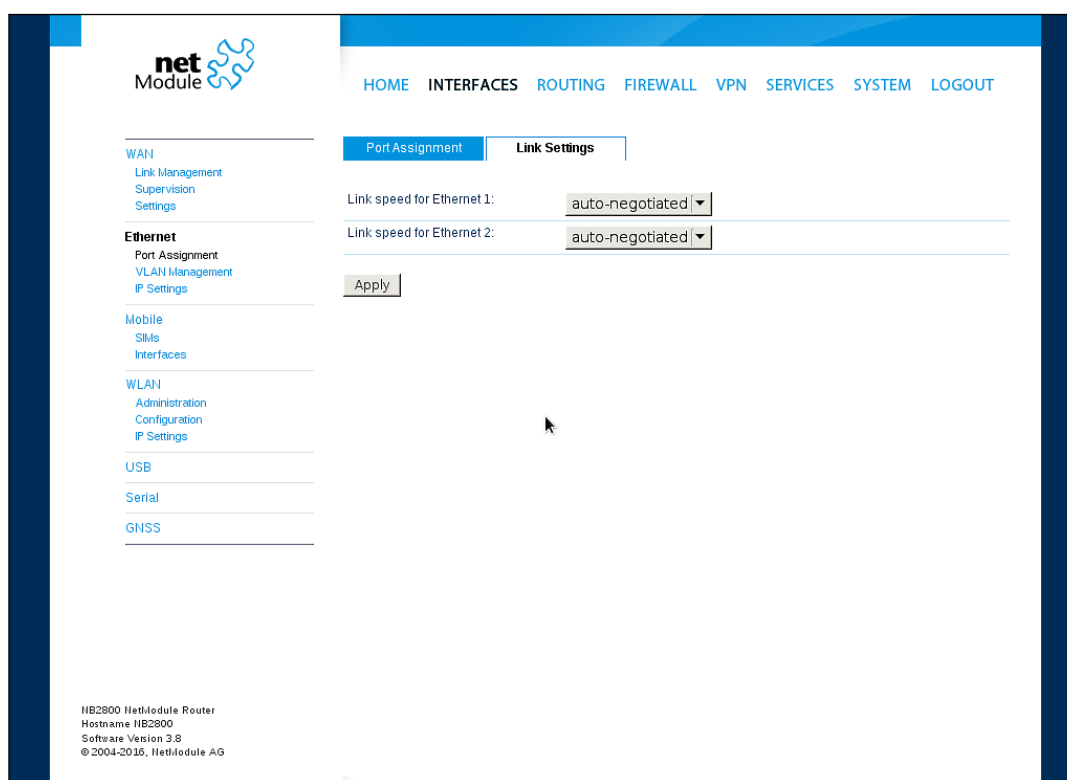 net
Module
HOME INTERFACES ROUTING FIREWALL VPN SERVICES SYSTEM LOGOUT
WAN
Link Management
Supervision
Settings
Ethernet
Port Assignment
VLAN Management
IP Settings
Mobile
SIMs
Interfaces
WLAN
Administration
Configuration
IP Settings
USB
Serial
GNSS
Port Assignment Link Settings
Link speed for Ethernet 1: auto-negotiated
Link speed for Ethernet 2: auto-negotiated
Apply
NB2800 NetModule Router
Hostname NB2800
Software Version 3.8
© 2004-2016, NetModule AG